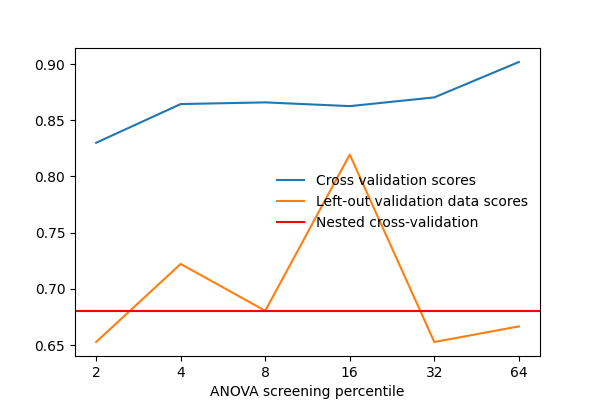 0.90
0.85
0.80
0.75
0.70
0.65
Cross validation scores
Left-out validation data scores
Nested cross-validation
2 4 8 16 32 64
ANOVA screening percentile